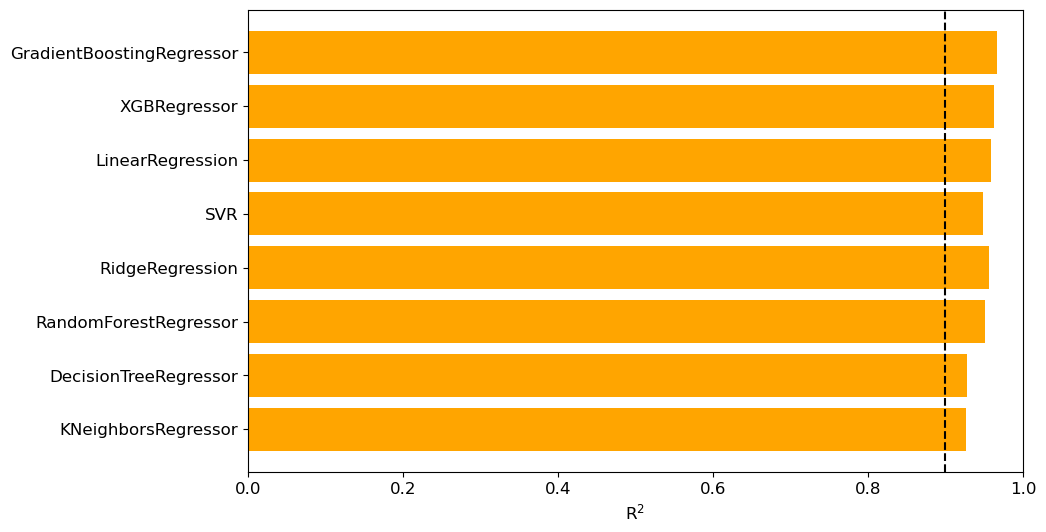 GradientBoostingRegressor
XGBRegressor
LinearRegression
SVR
RidgeRegression
RandomForestRegressor
DecisionTreeRegressor
KNeighborsRegressor
0.0 0.2 0.4 0.6 0.8 1.0
R²